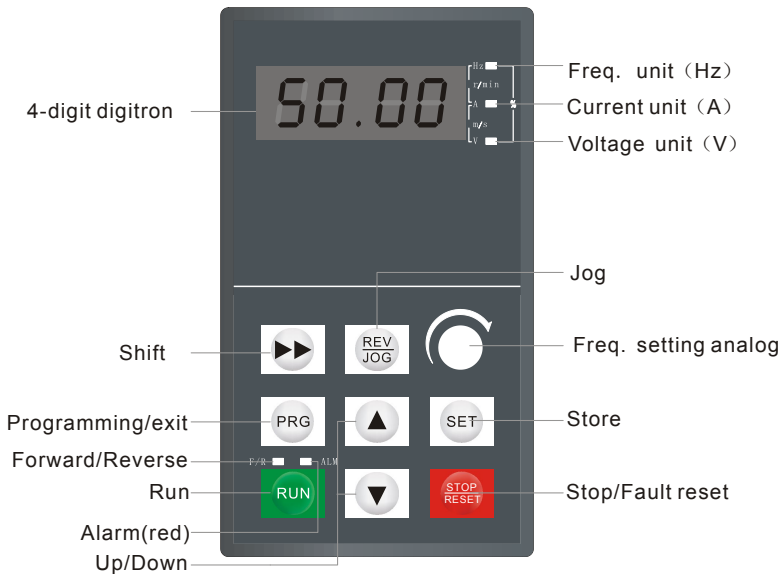 50.00
Hz
r/min
A
m/s
V
%
Freq. unit（Hz）
Current unit（A）
Voltage unit（V）
4-digit digitron
Jog
REV
JOG
Shift
Freq. setting analog
Programming/exit
PRG
SET
Store
Forward/Reverse
F/R
ALM
Run
RUN
STOP
RESET
Stop/Fault reset
Alarm(red)
Up/Down